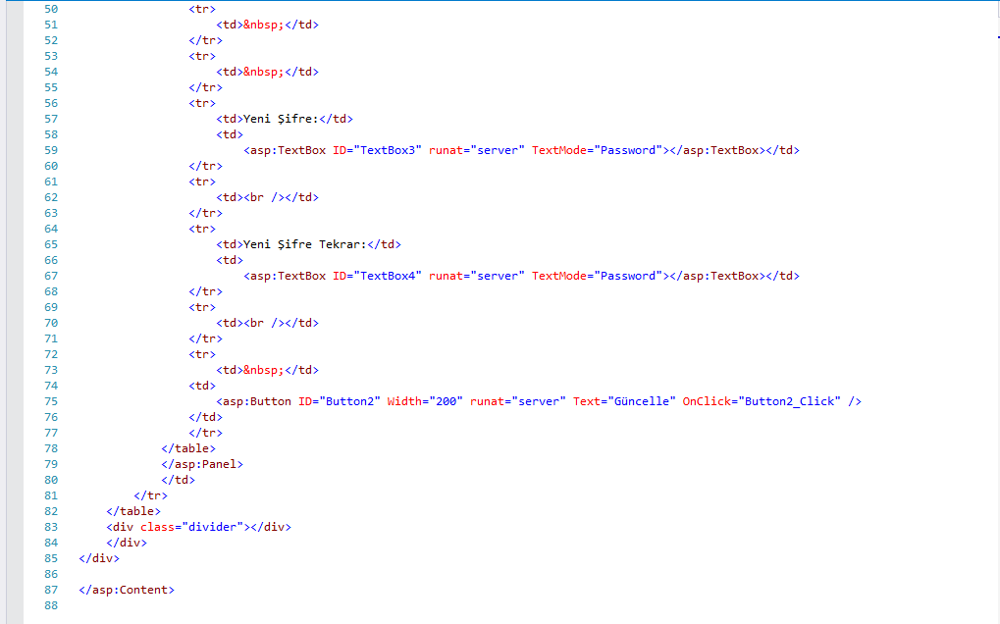 50 <tr>
51 <td>&nbsp;</td>
52 </tr>
53 <tr>
54 <td>&nbsp;</td>
55 </tr>
56 <tr>
57 <td>Yeni Şifre:</td>
58 <td>
59 <asp:TextBox ID="TextBox3" runat="server" TextMode="Password"></asp:TextBox></td>
60 </tr>
61 <tr>
62 <td><br /></td>
63 </tr>
64 <tr>
65 <td>Yeni Şifre Tekrar:</td>
66 <td>
67 <asp:TextBox ID="TextBox4" runat="server" TextMode="Password"></asp:TextBox></td>
68 </tr>
69 <tr>
70 <td><br /></td>
71 </tr>
72 <tr>
73 <td>&nbsp;</td>
74 <td>
75 <asp:Button ID="Button2" Width="200" runat="server" Text="Güncelle" OnClick="Button2_Click" />
76 </td>
77 </tr>
78 </table>
79 </asp:Panel>
80 </td>
81 </tr>
82 </table>
83 <div class="divider"></div>
84 </div>
85 </div>
86
87 </asp:Content>
88